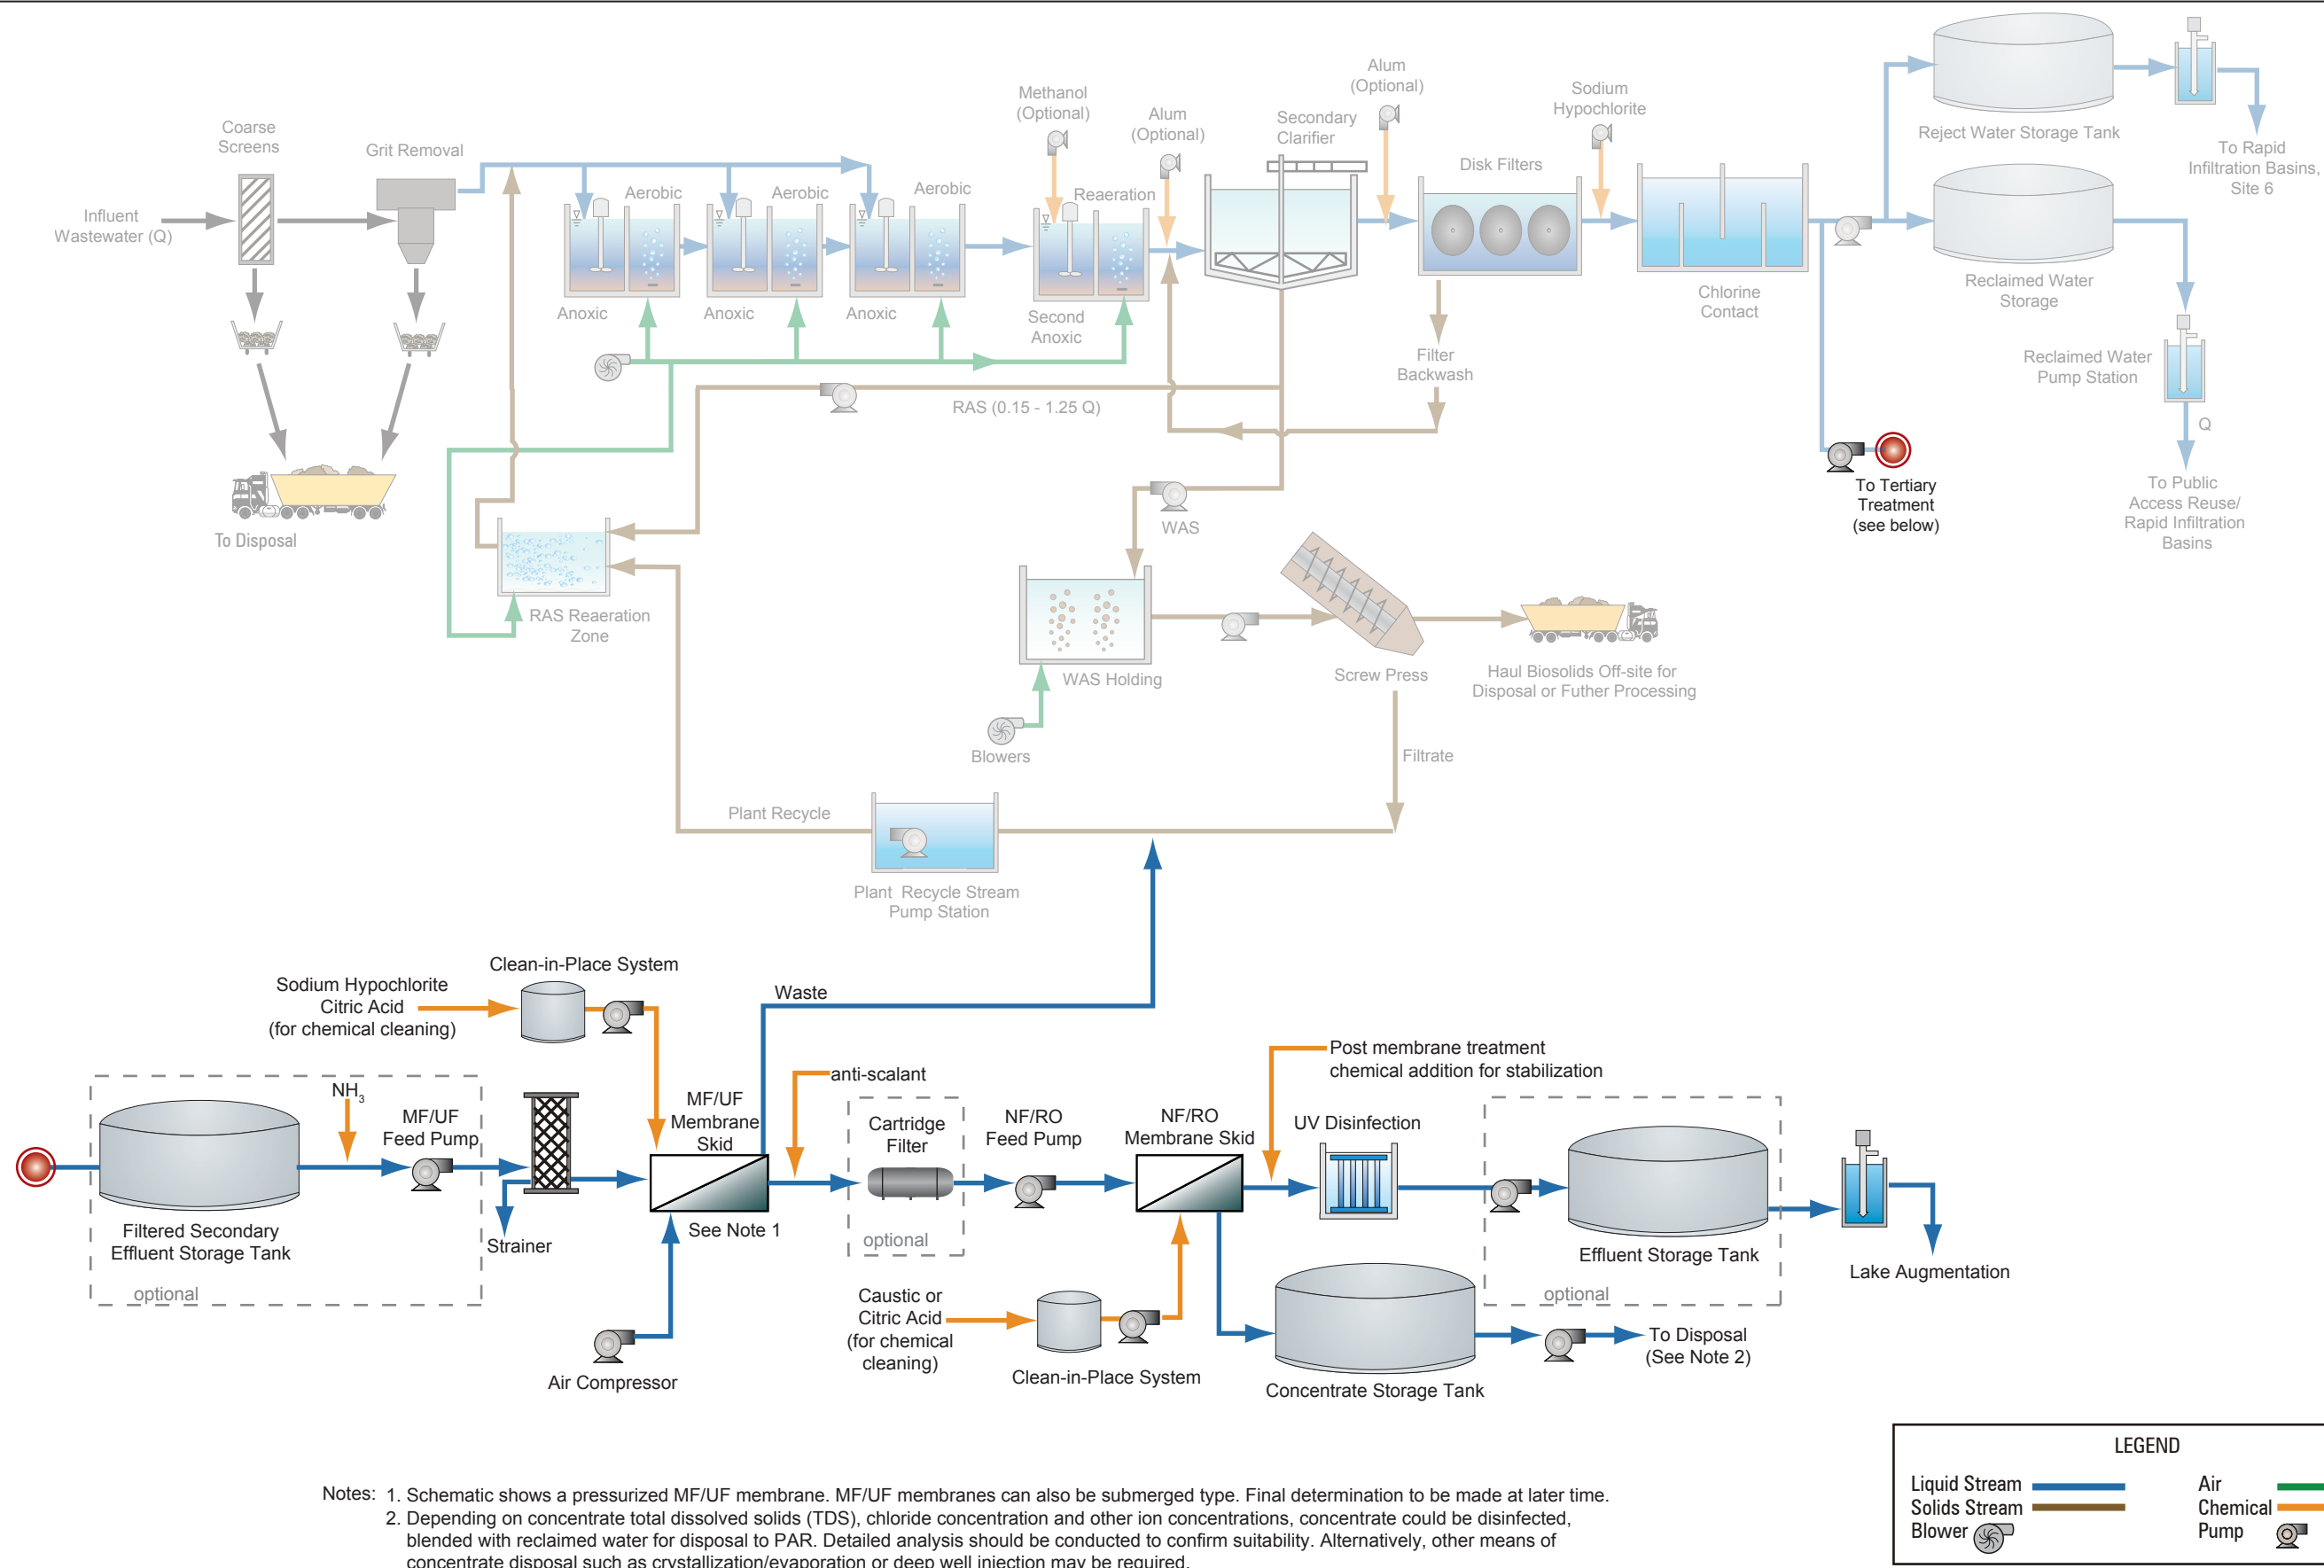 Coarse
Screens
Grit Removal
Influent
Wastewater (Q)
To Disposal
Aerobic
Aerobic
Aerobic
Anoxic
Anoxic
Anoxic
Methanol
(Optional)
Alum
(Optional)
Reaeration
Second
Anoxic
Secondary
Clarifier
Alum
(Optional)
Disk Filters
Sodium
Hypochlorite
Chlorine
Contact
Reject Water Storage Tank
To Rapid
Infiltration Basins,
Site 6
Reclaimed Water
Storage
Reclaimed Water
Pump Station
Q
To Public
Access Reuse/
Rapid Infiltration
Basins
To Tertiary
Treatment
(see below)
Filter
Backwash
RAS (0.15 - 1.25 Q)
WAS
RAS Reaeration
Zone
WAS Holding
Blowers
Screw Press
Haul Biosolids Off-site for
Disposal or Futher Processing
Filtrate
Plant Recycle
Plant Recycle Stream
Pump Station
Clean-in-Place System
Sodium Hypochlorite
Citric Acid
(for chemical cleaning)
Waste
NH3
MF/UF
Feed Pump
Filtered Secondary
Effluent Storage Tank
optional
Strainer
MF/UF
Membrane
Skid
See Note 1
Air Compressor
anti-scalant
Cartridge
Filter
optional
NF/RO
Feed Pump
NF/RO
Membrane Skid
Post membrane treatment
chemical addition for stabilization
UV Disinfection
Effluent Storage Tank
optional
Lake Augmentation
Caustic or
Citric Acid
(for chemical
cleaning)
Clean-in-Place System
Concentrate Storage Tank
To Disposal
(See Note 2)
LEGEND
Liquid Stream
Air
Solids Stream
Chemical
Blower
Pump
Notes: 1. Schematic shows a pressurized MF/UF membrane. MF/UF membranes can also be submerged type. Final determination to be made at later time.
2. Depending on concentrate total dissolved solids (TDS), chloride concentration and other ion concentrations, concentrate could be disinfected,
blended with reclaimed water for disposal to PAR. Detailed analysis should be conducted to confirm suitability. Alternatively, other means of
concentrate disposal such as crystallization/evaporation or deep well injection may be required.